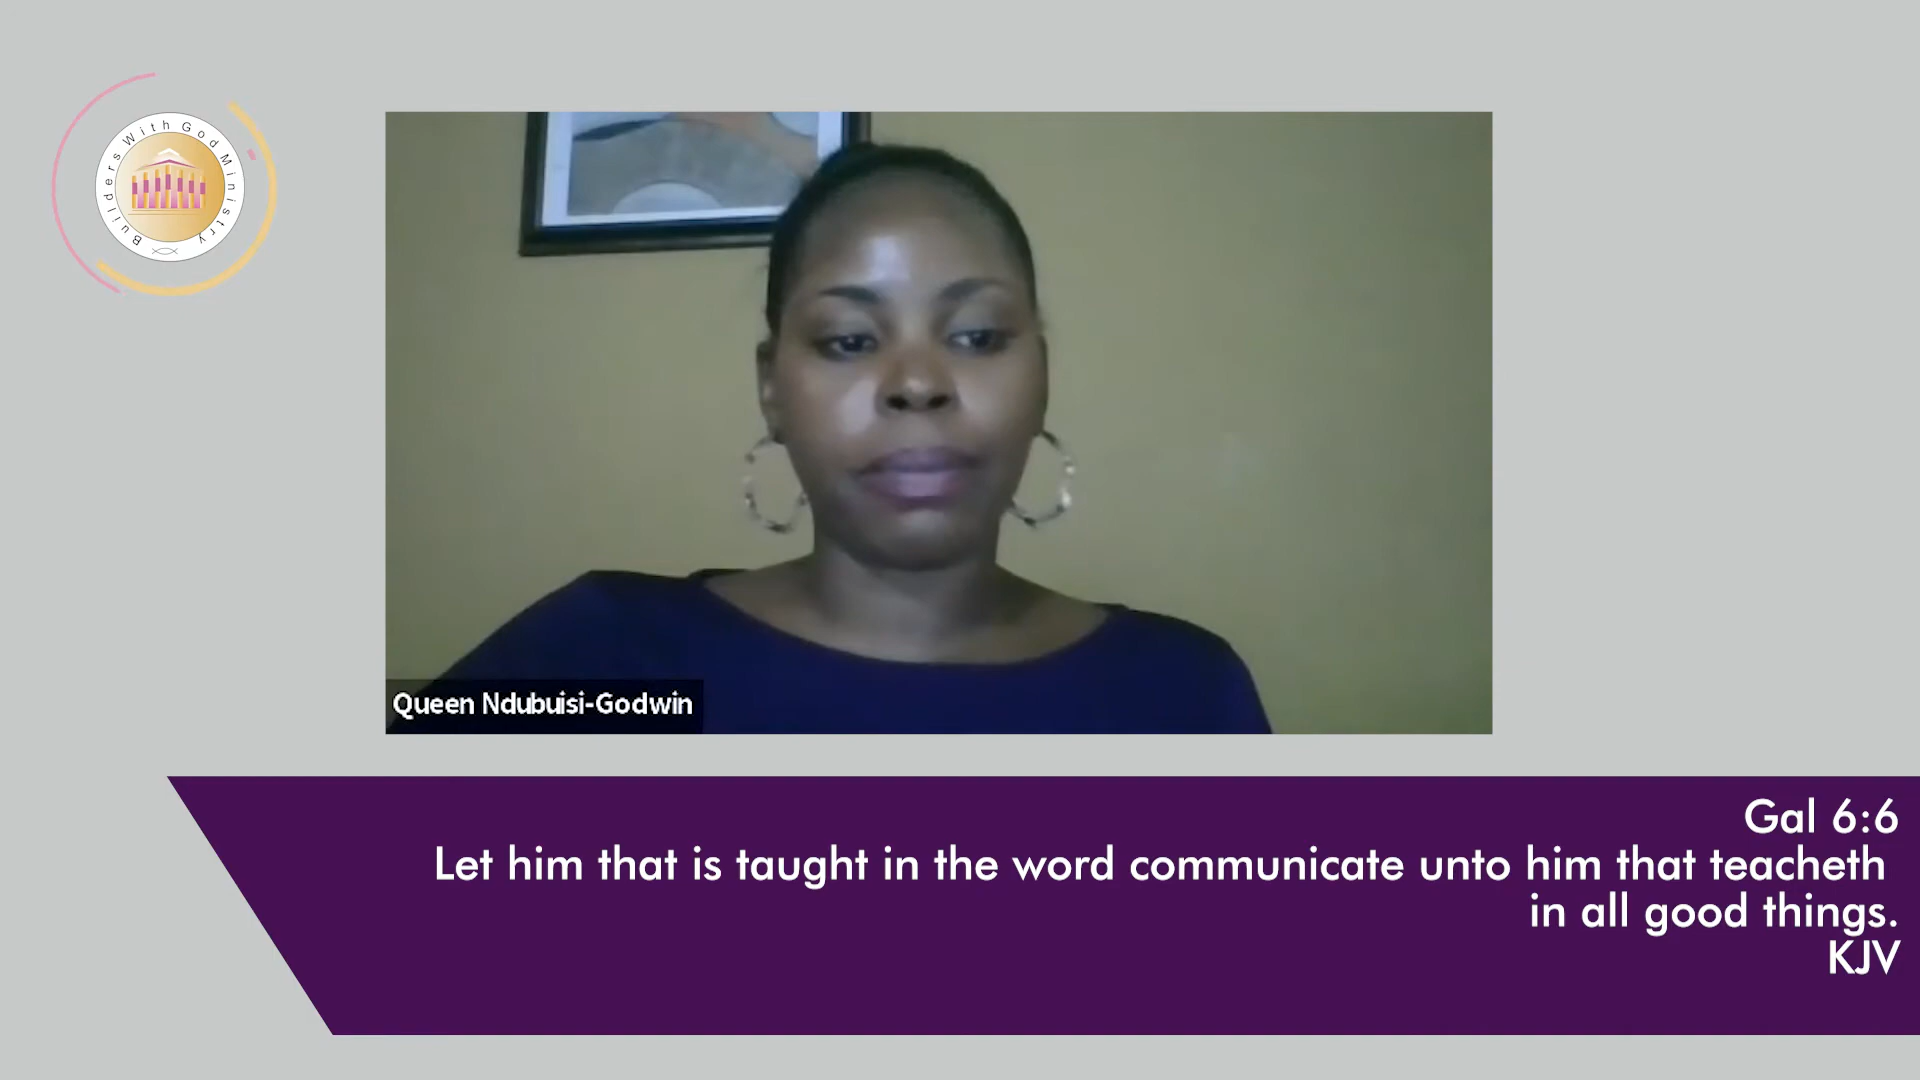 Builders With God Ministry
Queen Ndubuisi-Godwin
Gal 6:6
Let him that is taught in the word communicate unto him that teacheth
in all good things.
KJV